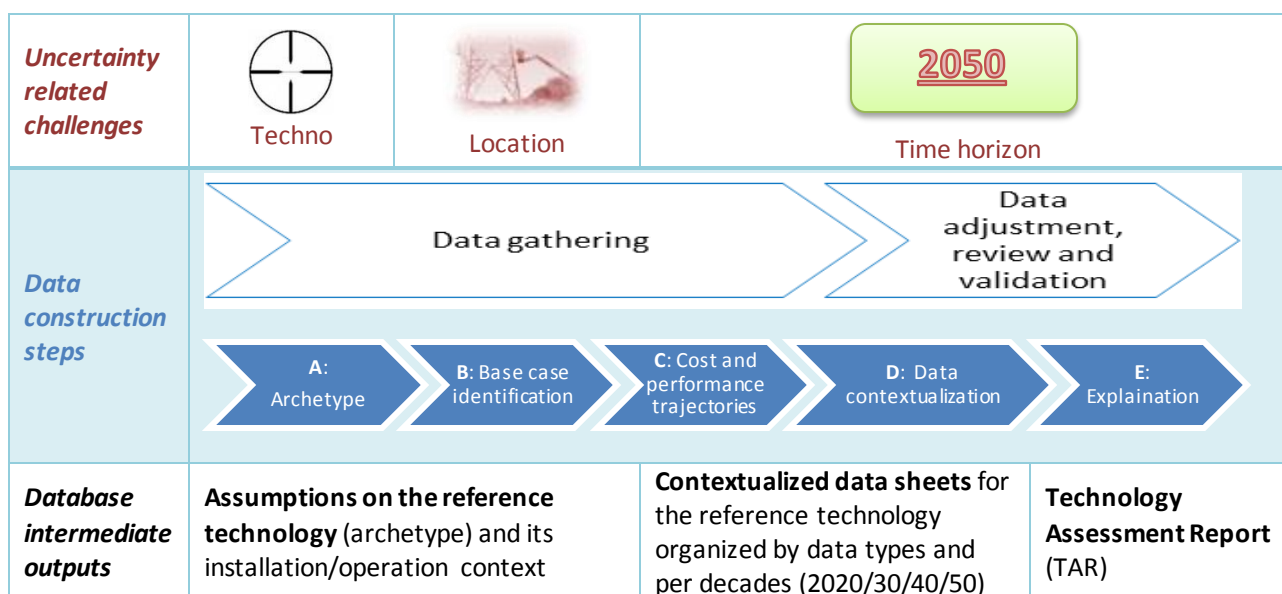 Uncertainty
related
challenges
Techno
Location
2050
Time horizon
Data
construction
steps
Data gathering
Data
adjustment,
review and
validation
A:
Archetype
B: Base case
identification
C: Cost and
performance
trajectories
D: Data
contextualization
E:
Explaination
Database
intermediate
outputs
Assumptions on the reference
technology (archetype) and its
installation/operation context
Contextualized data sheets for
the reference technology
organized by data types and
per decades (2020/30/40/50)
Technology
Assessment Report
(TAR)